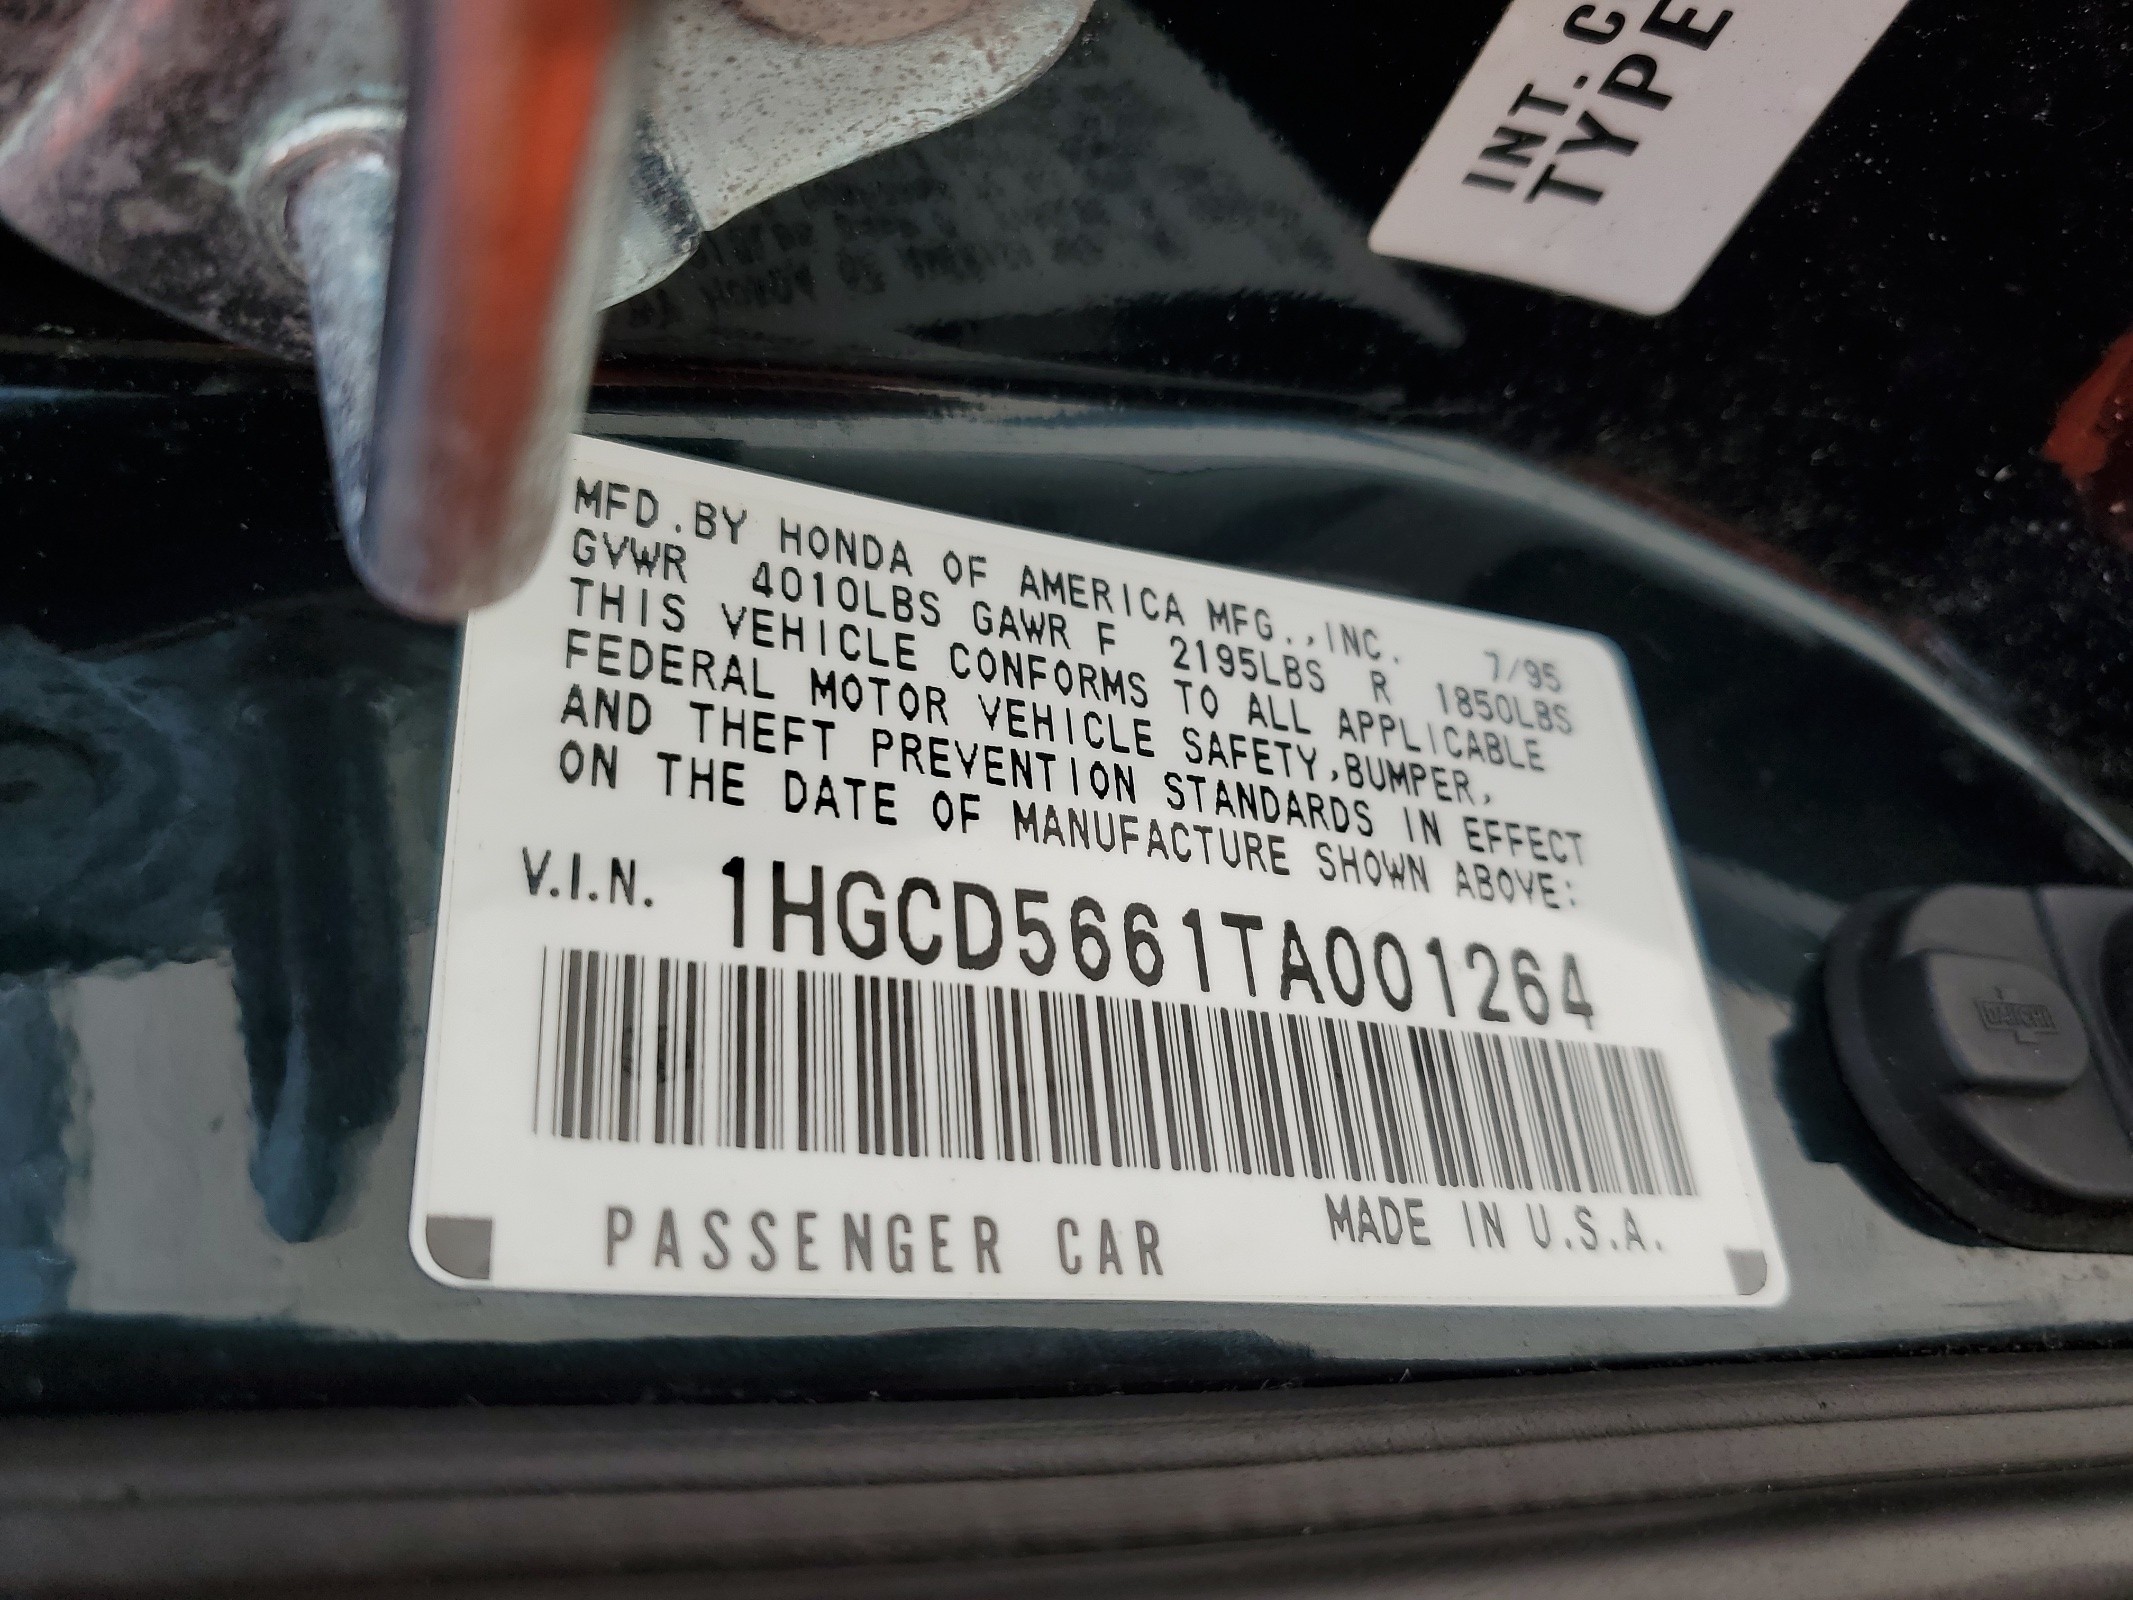 INT.C
TYPE
MFD.BY HONDA OF AMERICA MFG.,INC. 7/95
GVWR 4010LBS GAWR F 2195LBS R 1850LBS
THIS VEHICLE CONFORMS TO ALL APPLICABLE
FEDERAL MOTOR VEHICLE SAFETY,BUMPER,
AND THEFT PREVENTION STANDARDS IN EFFECT
ON THE DATE OF MANUFACTURE SHOWN ABOVE:
V.I.N. 1HGCD5661TA001264
PASSENGER CAR MADE IN U.S.A.
DAIICHI